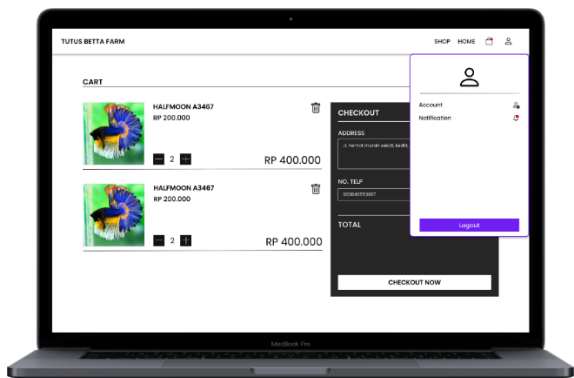 TUTUS BETTA FARM
SHOP HOME
CART
HALFMOON A3467
RP 200.000
2
RP 400.000
HALFMOON A3467
RP 200.000
2
RP 400.000
CHECKOUT
ADDRESS
NO. TELP
TOTAL
CHECKOUT NOW
Account
Notification
Logout
MacBook Pro